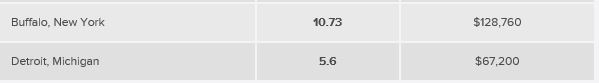 Buffalo, New York 10.73 $128,760
Detroit, Michigan 5.6 $67,200